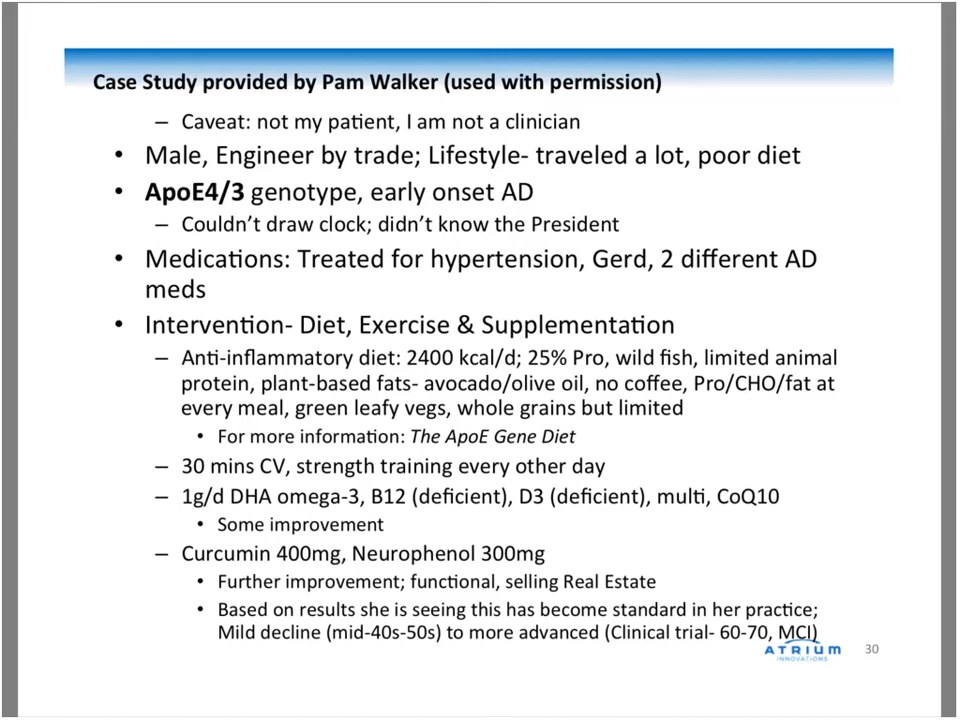 Case Study provided by Pam Walker (used with permission)
– Caveat: not my patient, I am not a clinician
• Male, Engineer by trade; Lifestyle- traveled a lot, poor diet
• ApoE4/3 genotype, early onset AD
– Couldn't draw clock; didn't know the President
• Medications: Treated for hypertension, Gerd, 2 different AD
meds
• Intervention- Diet, Exercise & Supplementation
– Anti-inflammatory diet: 2400 kcal/d; 25% Pro, wild fish, limited animal
protein, plant-based fats- avocado/olive oil, no coffee, Pro/CHO/fat at
every meal, green leafy vegs, whole grains but limited
• For more information: The ApoE Gene Diet
– 30 mins CV, strength training every other day
– 1g/d DHA omega-3, B12 (deficient), D3 (deficient), multi, CoQ10
• Some improvement
– Curcumin 400mg, Neurophenol 300mg
• Further improvement; functional, selling Real Estate
• Based on results she is seeing this has become standard in her practice;
Mild decline (mid-40s-50s) to more advanced (Clinical trial- 60-70, MCI)
ATRIUM
INNOVATIONS
30